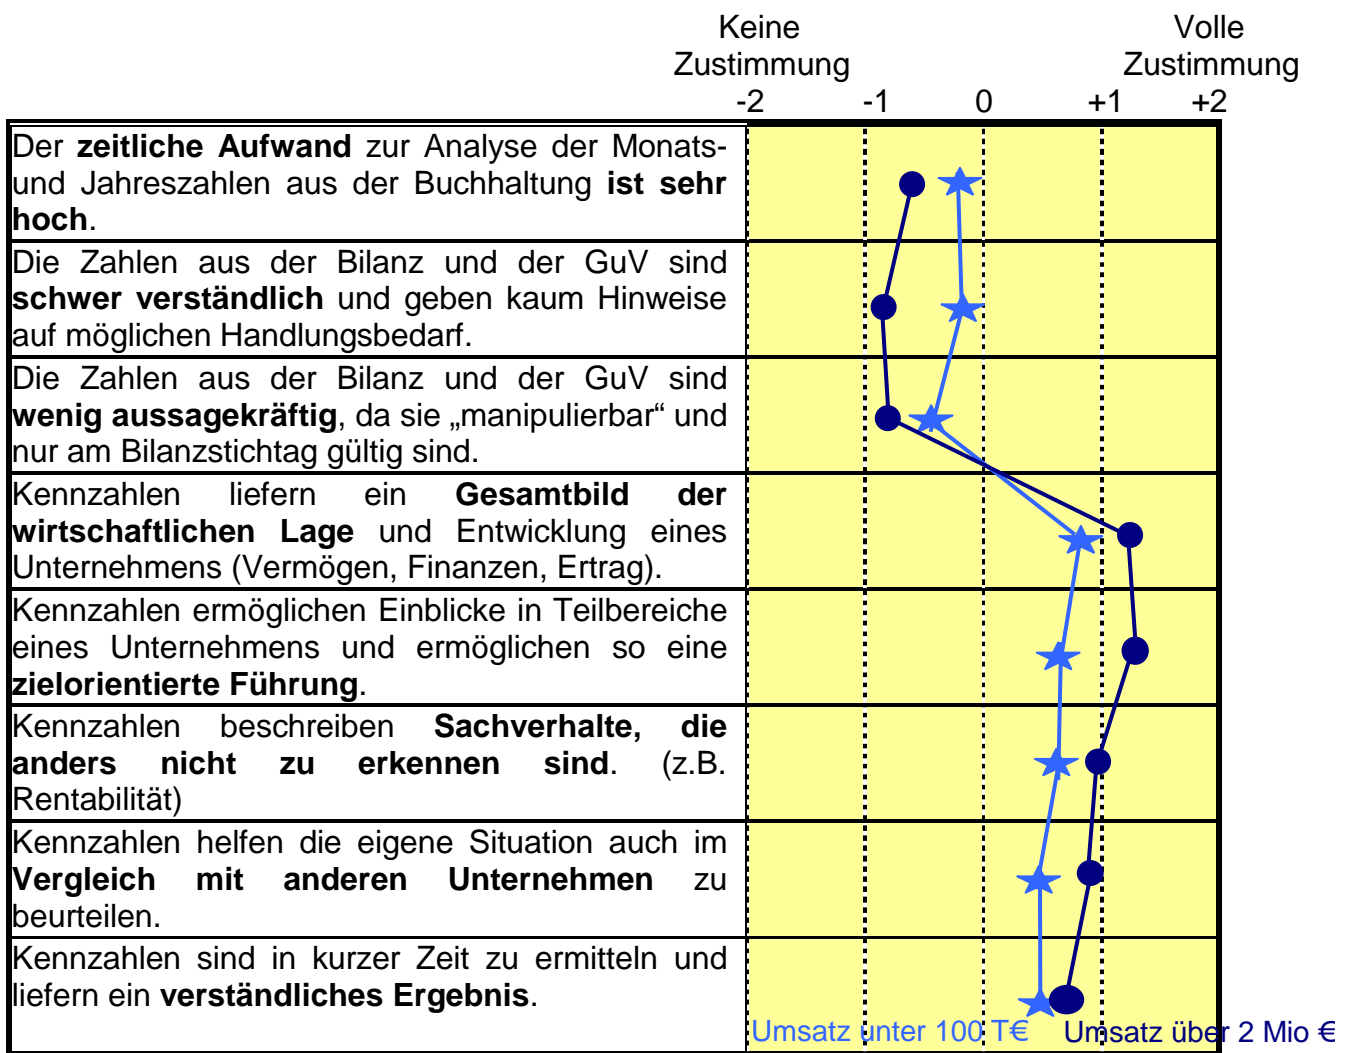 Keine Volle
Zustimmung Zustimmung
-2 -1 0 +1 +2
Der zeitliche Aufwand zur Analyse der Monats-
und Jahreszahlen aus der Buchhaltung ist sehr
hoch.
Die Zahlen aus der Bilanz und der GuV sind
schwer verständlich und geben kaum Hinweise
auf möglichen Handlungsbedarf.
Die Zahlen aus der Bilanz und der GuV sind
wenig aussagekräftig, da sie „manipulierbar“ und
nur am Bilanzstichtag gültig sind.
Kennzahlen liefern ein Gesamtbild der
wirtschaftlichen Lage und Entwicklung eines
Unternehmens (Vermögen, Finanzen, Ertrag).
Kennzahlen ermöglichen Einblicke in Teilbereiche
eines Unternehmens und ermöglichen so eine
zielorientierte Führung.
Kennzahlen beschreiben Sachverhalte, die
anders nicht zu erkennen sind. (z.B.
Rentabilität)
Kennzahlen helfen die eigene Situation auch im
Vergleich mit anderen Unternehmen zu
beurteilen.
Kennzahlen sind in kurzer Zeit zu ermitteln und
liefern ein verständliches Ergebnis.
Umsatz unter 100 T€ Umsatz über 2 Mio €